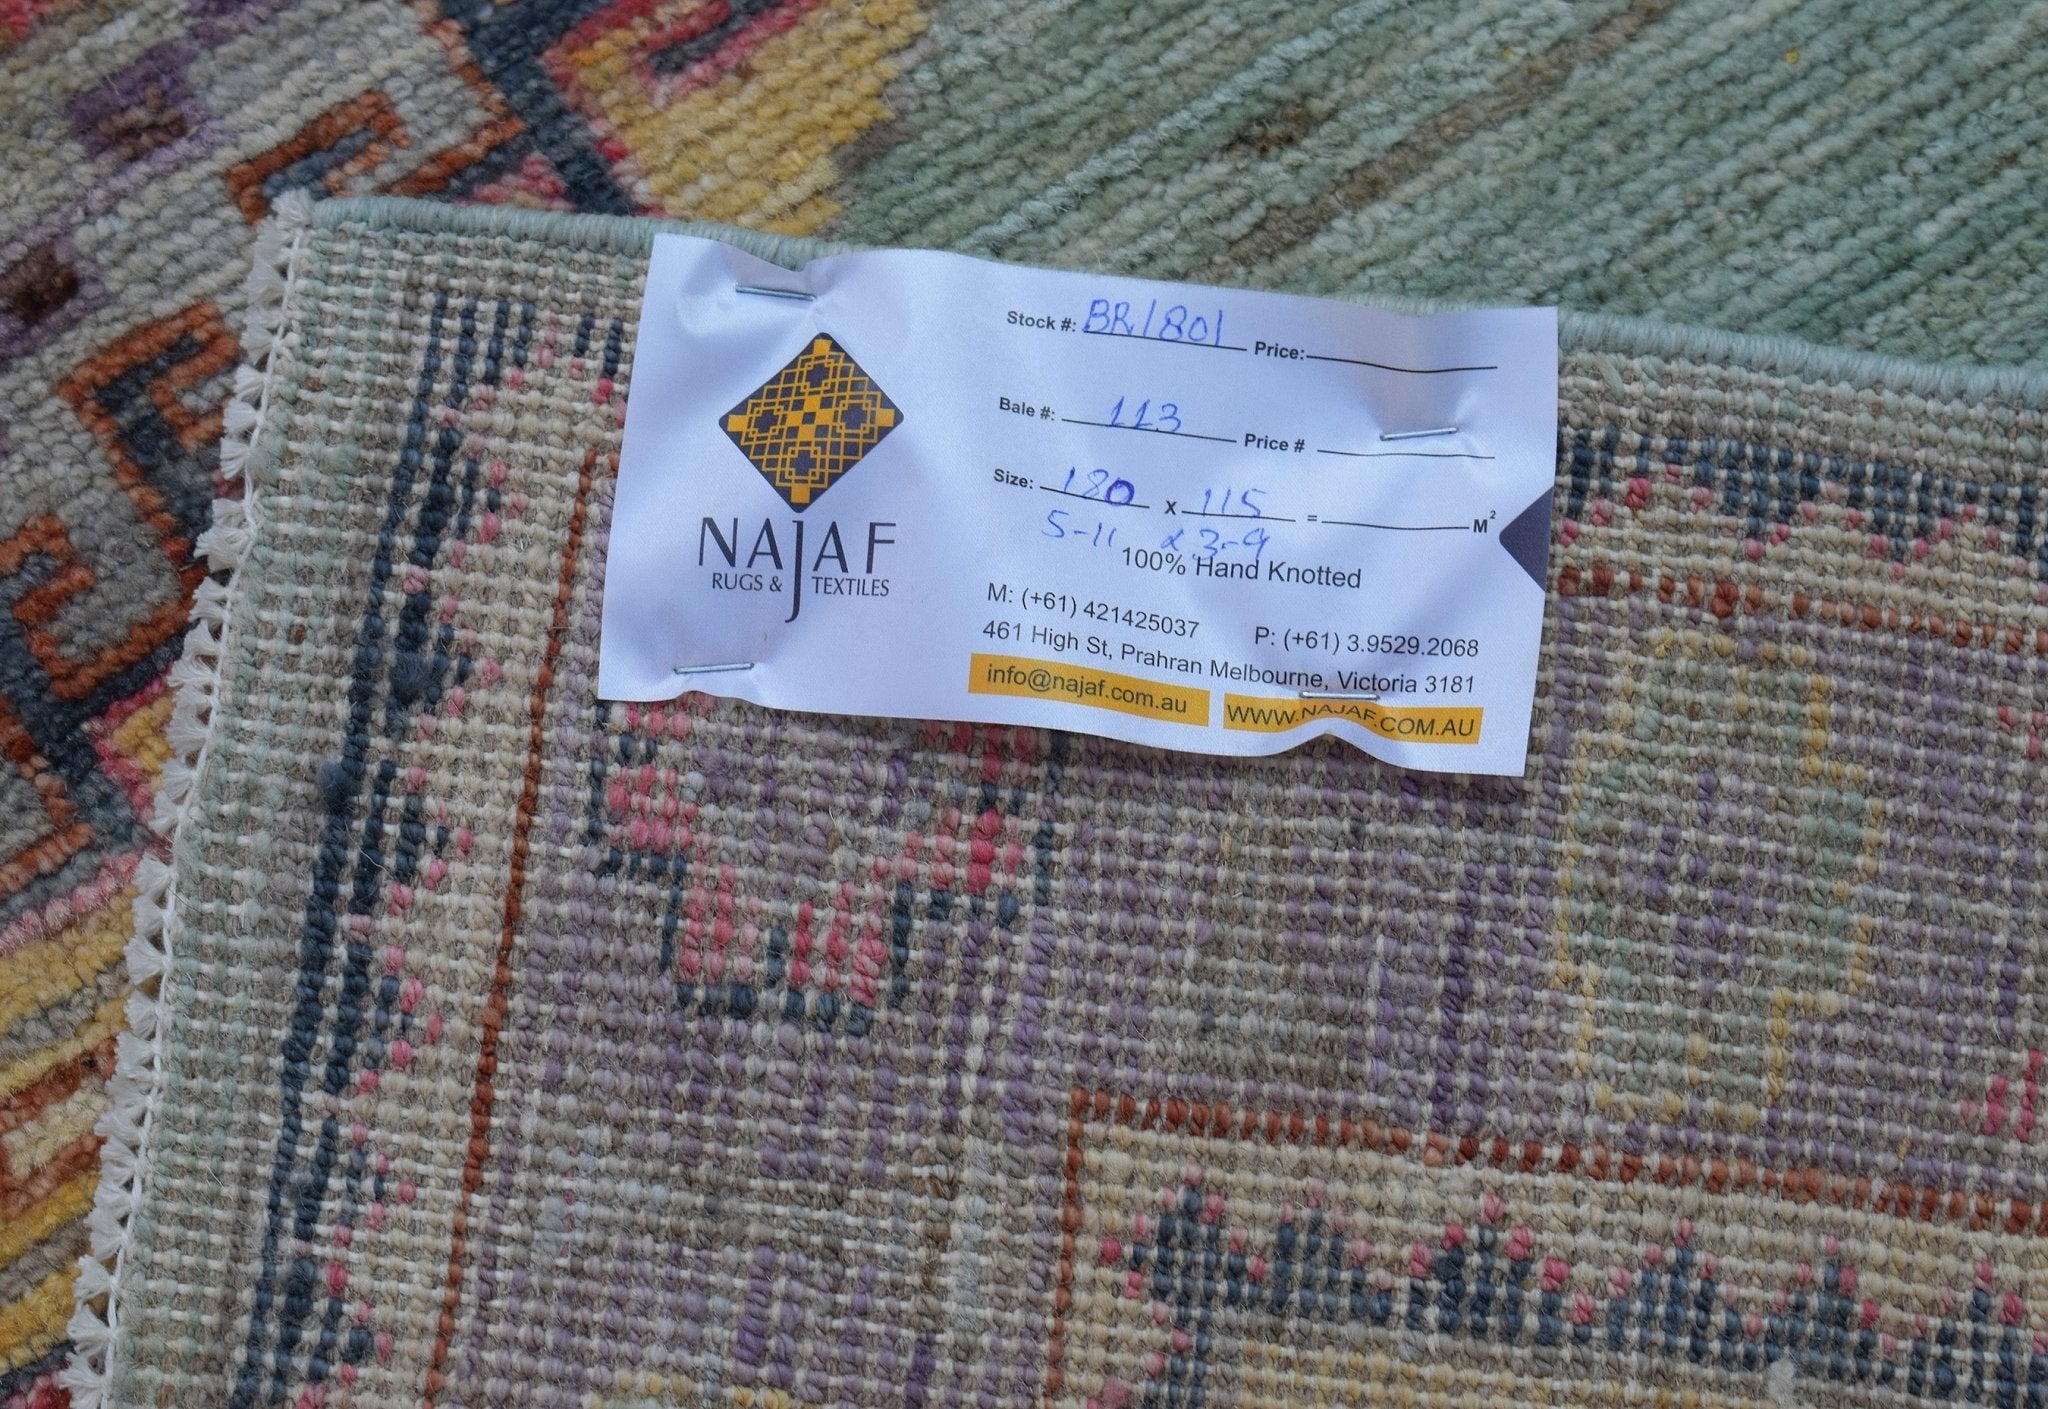 NAJAF
RUGS & TEXTILES
Stock #: BR1801 Price:
Bale #: 113 Price #
Size: 180 x 115 = M²
5-11 x 3-9
100% Hand Knotted
M: (+61) 421425037 P: (+61) 3.9529.2068
461 High St, Prahran Melbourne, Victoria 3181
info@najaf.com.au WWW.NAJAF.COM.AU